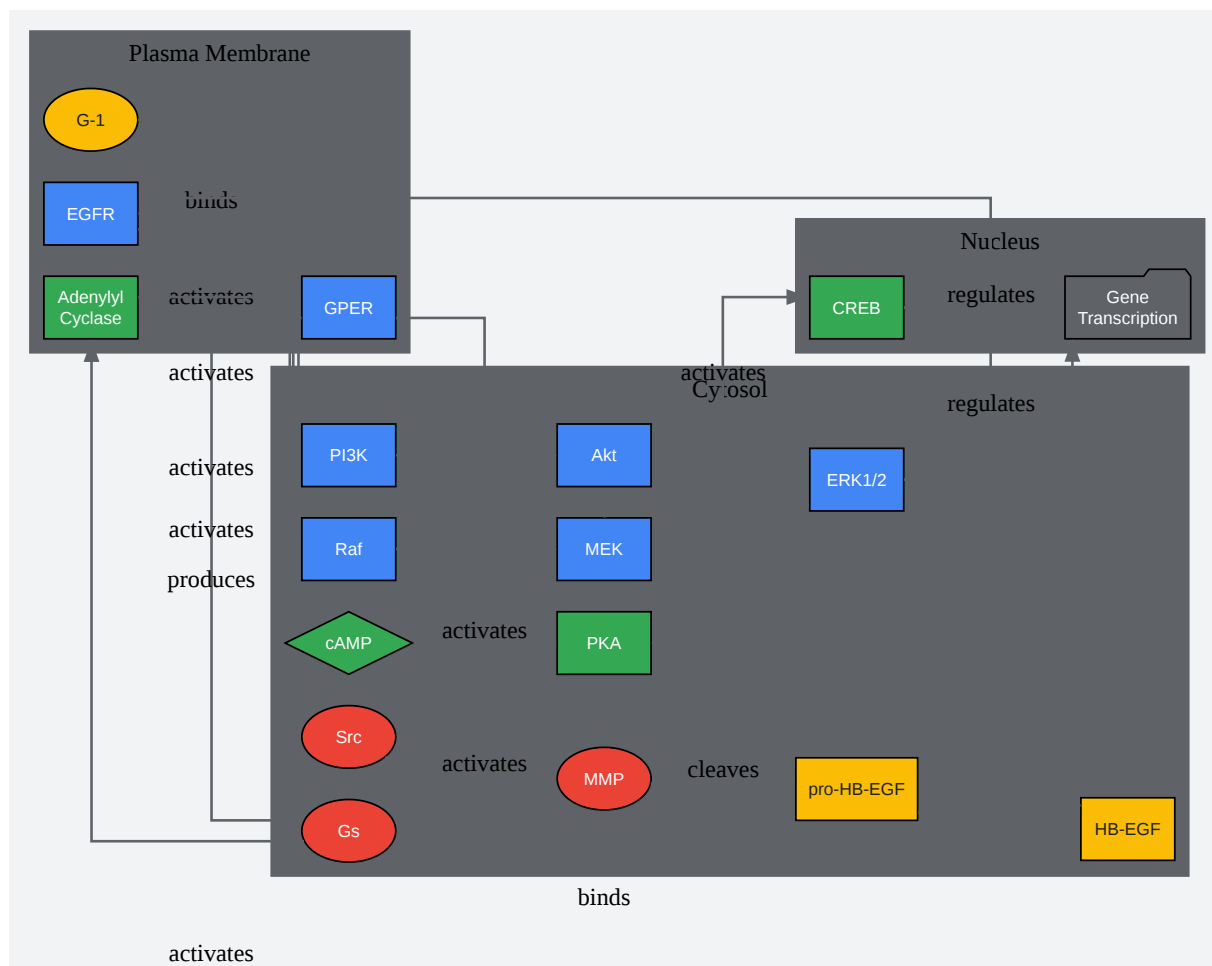 Plasma Membrane
G-1
EGFR
binds
Adenylyl
Cyclase
activates
GPER
activates
Nucleus
CREB
regulates
Gene
Transcription
activates
Cytosol
regulates
PI3K
Akt
ERK1/2
activates
activates
Raf
MEK
produces
cAMP
activates
PKA
Src
activates
MMP
cleaves
pro-HB-EGF
Gs
HB-EGF
binds
activates